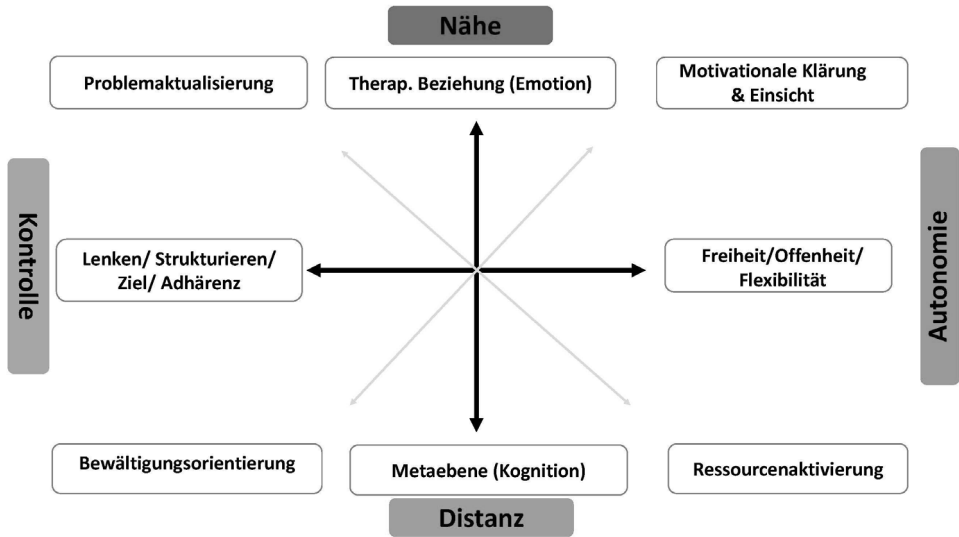 Nähe
Problemaktualisierung
Therap. Beziehung (Emotion)
Motivationale Klärung
& Einsicht
Kontrolle
Lenken/ Strukturieren/
Ziel/ Adhärenz
Freiheit/Offenheit/
Flexibilität
Autonomie
Bewältigungsorientierung
Metaebene (Kognition)
Ressourcenaktivierung
Distanz